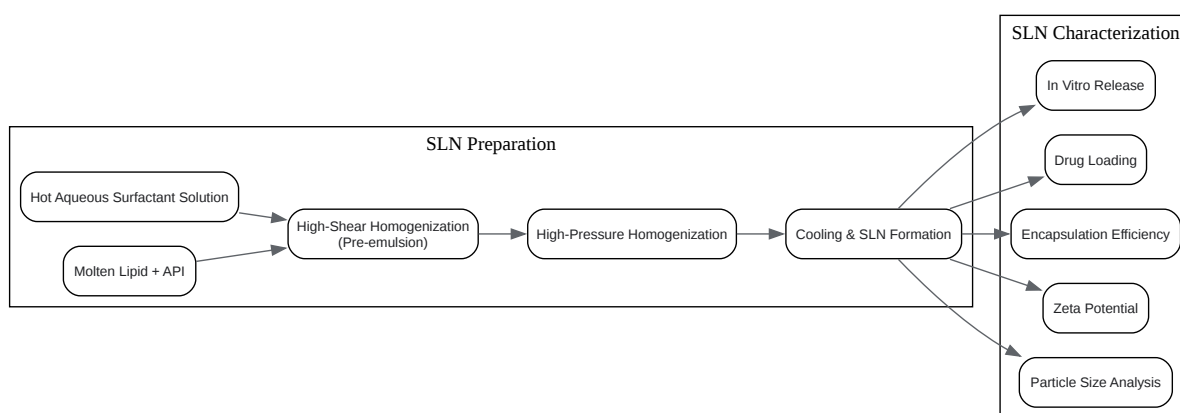 SLN Preparation
Hot Aqueous Surfactant Solution
Molten Lipid + API
High-Shear Homogenization
(Pre-emulsion)
High-Pressure Homogenization
Cooling & SLN Formation
SLN Characterization
In Vitro Release
Drug Loading
Encapsulation Efficiency
Zeta Potential
Particle Size Analysis